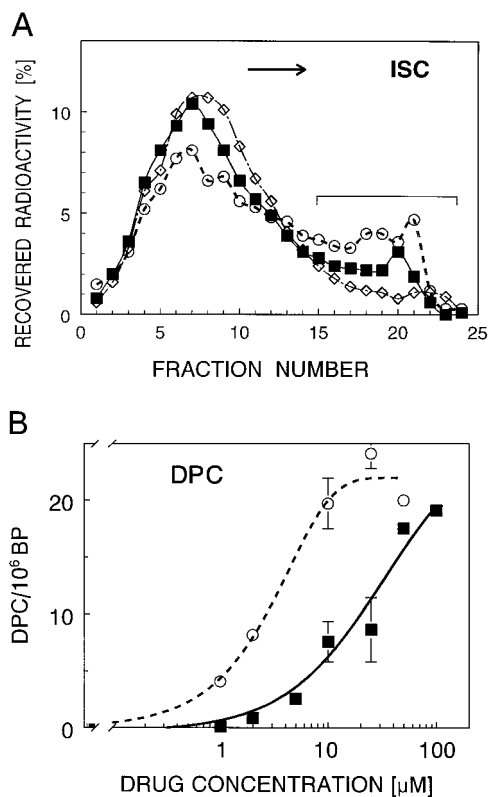 A
RECOVERED RADIOACTIVITY [%]
ISC
10
5
0
0 5 10 15 20 25
FRACTION NUMBER
B
DPC
DPC/10⁶ BP
20
10
0
1 10 100
DRUG CONCENTRATION [µM]